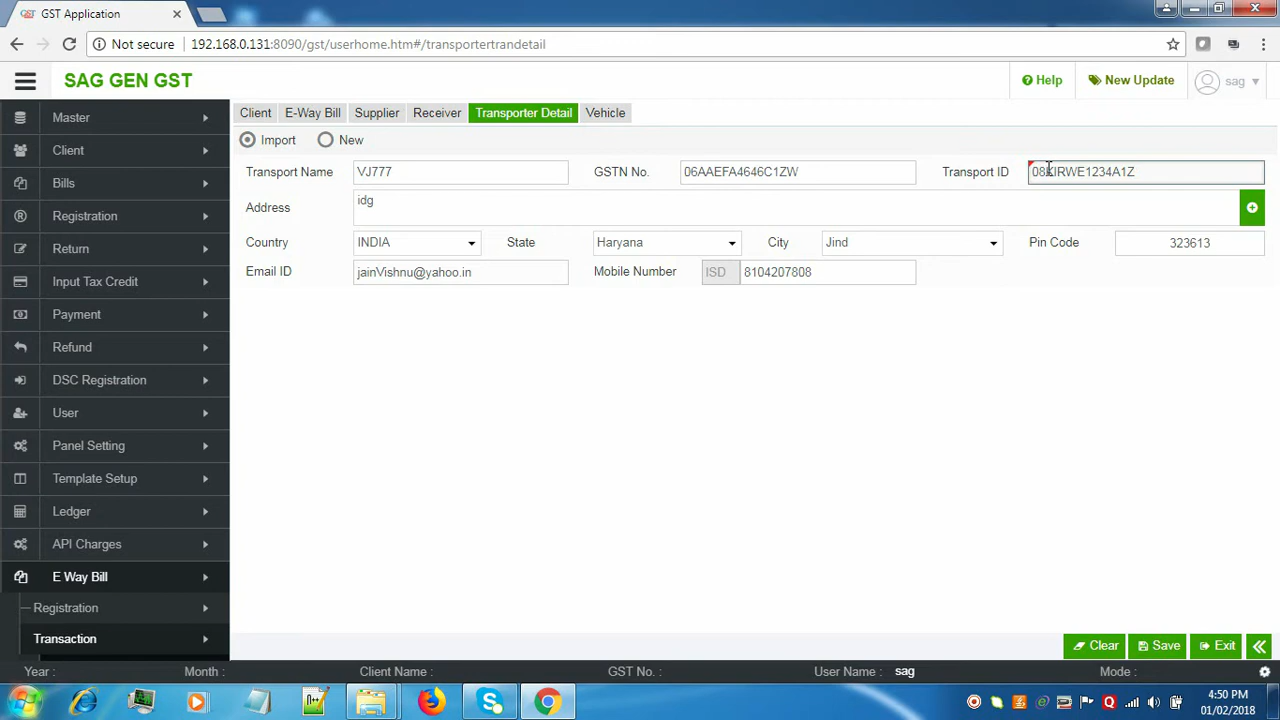 GST Application
Not secure 192.168.0.131:8090/gst/userhome.htm#/transportertrandetail
SAG GEN GST
Help
New Update
sag
Master
Client
Bills
Registration
Return
Input Tax Credit
Payment
Refund
DSC Registration
User
Panel Setting
Template Setup
Ledger
API Charges
E Way Bill
Registration
Transaction
Client E-Way Bill Supplier Receiver Transporter Detail Vehicle
Import New
Transport Name VJ777 GSTN No. 06AAEFA4646C1ZW Transport ID 08KIRWE1234A1Z
Address idg
Country INDIA State Haryana City Jind Pin Code 323613
Email ID jainVishnu@yahoo.in Mobile Number ISD 8104207808
Clear Save Exit
Year : Month : Client Name : GST No. : User Name : sag Mode :
4:50 PM
01/02/2018